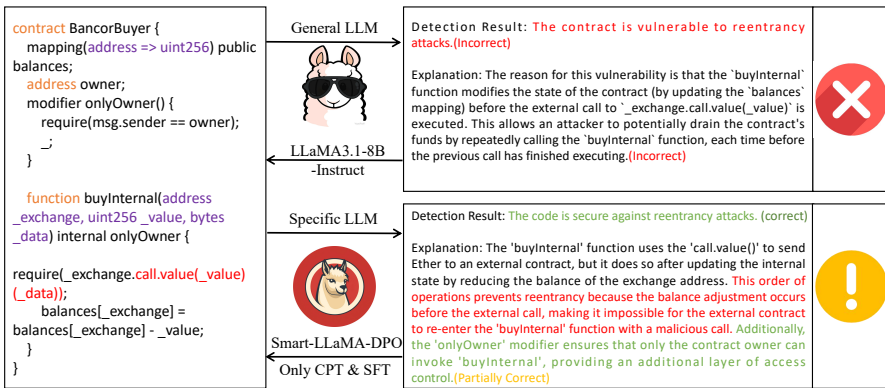 contract BancorBuyer {
mapping(address => uint256) public
balances;
address owner;
modifier onlyOwner() {
require(msg.sender == owner);
_;
}
function buyInternal(address
_exchange, uint256 _value, bytes
_data) internal onlyOwner {
require(_exchange.call.value(_value)
(_data));
balances[_exchange] =
balances[_exchange] - _value;
}
}
General LLM
LLaMA3.1-8B
-Instruct
Specific LLM
Smart-LLaMA-DPO
Only CPT & SFT
Detection Result: The contract is vulnerable to reentrancy
attacks.(Incorrect)
Explanation: The reason for this vulnerability is that the `buyInternal`
function modifies the state of the contract (by updating the `balances`
mapping) before the external call to `_exchange.call.value(_value)` is
executed. This allows an attacker to potentially drain the contract's
funds by repeatedly calling the `buyInternal` function, each time before
the previous call has finished executing.(Incorrect)
Detection Result: The code is secure against reentrancy attacks. (correct)
Explanation: The 'buyInternal' function uses the 'call.value()' to send
Ether to an external contract, but it does so after updating the internal
state by reducing the balance of the exchange address. This order of
operations prevents reentrancy because the balance adjustment occurs
before the external call, making it impossible for the external contract
to re-enter the 'buyInternal' function with a malicious call. Additionally,
the 'onlyOwner' modifier ensures that only the contract owner can
invoke 'buyInternal', providing an additional layer of access
control.(Partially Correct)